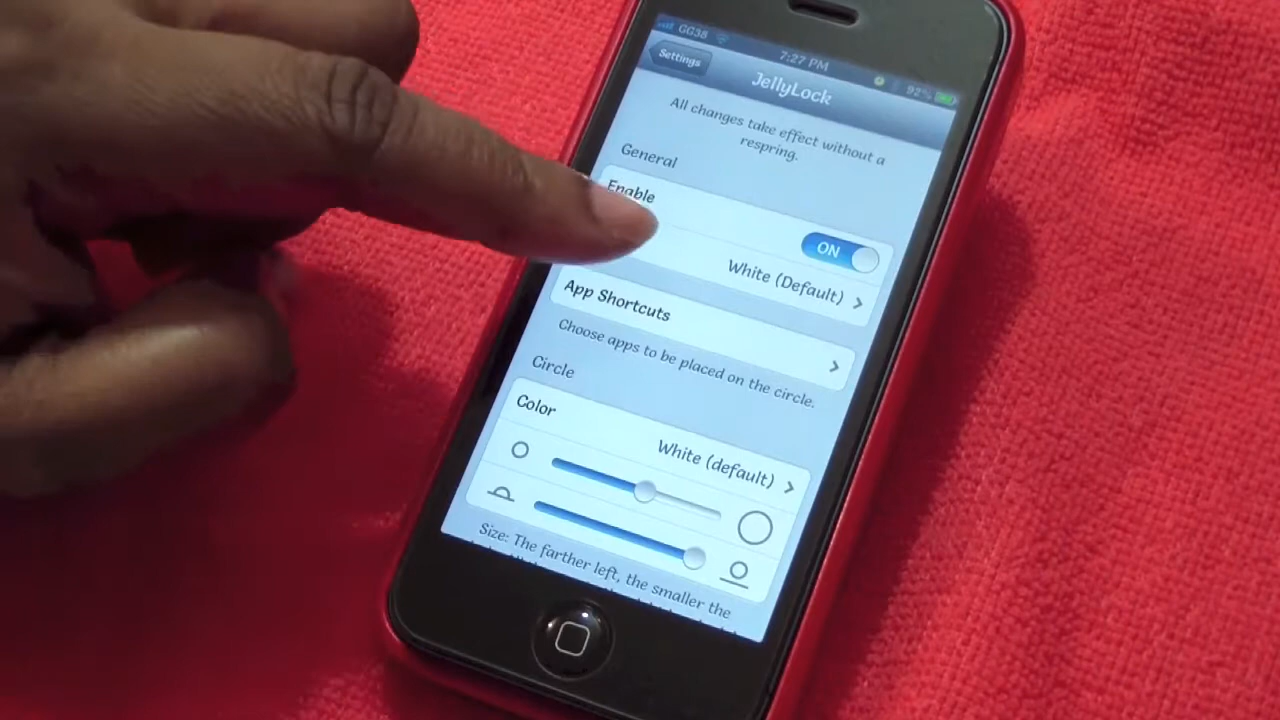 GG38 7:27 PM 92%
Settings JellyLock
All changes take effect without a
respring.
General
Enable
ON
White (Default)
App Shortcuts
Choose apps to be placed on the circle.
Circle
Color
White (default)
Size: The farther left, the smaller the